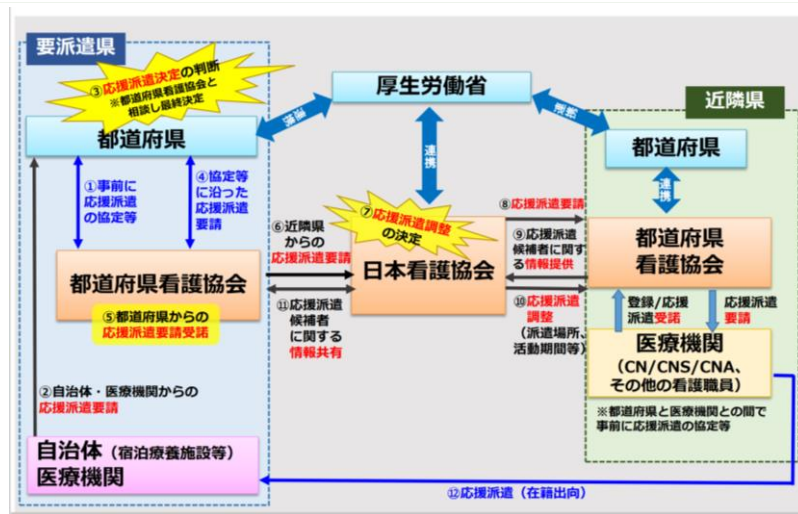 要派遣県
③応援派遣決定の判断
※都道府県看護協会と
相談し最終決定
都道府県
①事前に
応援派遣
の協定等
④協定等
に沿った
応援派遣
要請
都道府県看護協会
⑤都道府県からの
応援派遣要請受諾
②自治体・医療機関からの
応援派遣要請
自治体（宿泊療養施設等）
医療機関
厚生労働省
連携
連携
連携
⑥近隣県
からの
応援派遣要請
⑦応援派遣調整
の決定
日本看護協会
⑪応援派遣
候補者
に関する
情報共有
⑧応援派遣要請
⑨応援派遣
候補者に関す
る情報提供
⑩応援派遣
調整
（派遣場所、
活動期間等）
近隣県
都道府県
連携
都道府県
看護協会
登録/応援
派遣受諾
応援派遣
要請
医療機関
（CN/CNS/CNA、
その他の看護職員）
※都道府県と医療機関との間で
事前に応援派遣の協定等
⑫応援派遣（在籍出向）